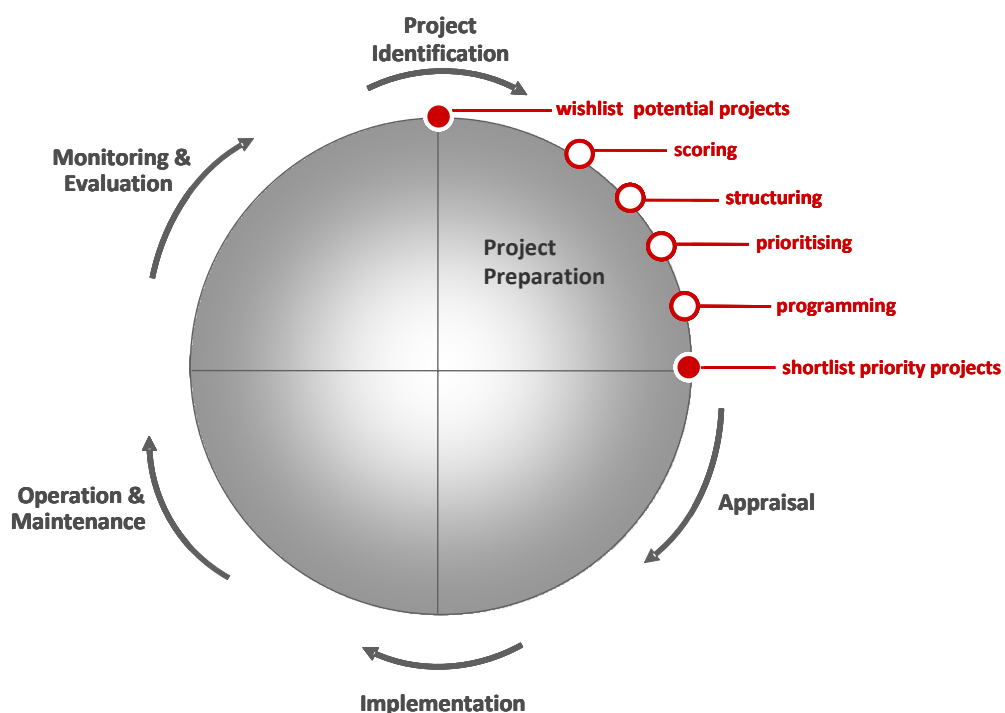 Project
Identification
wishlist potential projects
scoring
structuring
prioritising
programming
shortlist priority projects
Project
Preparation
Monitoring &
Evaluation
Appraisal
Operation &
Maintenance
Implementation